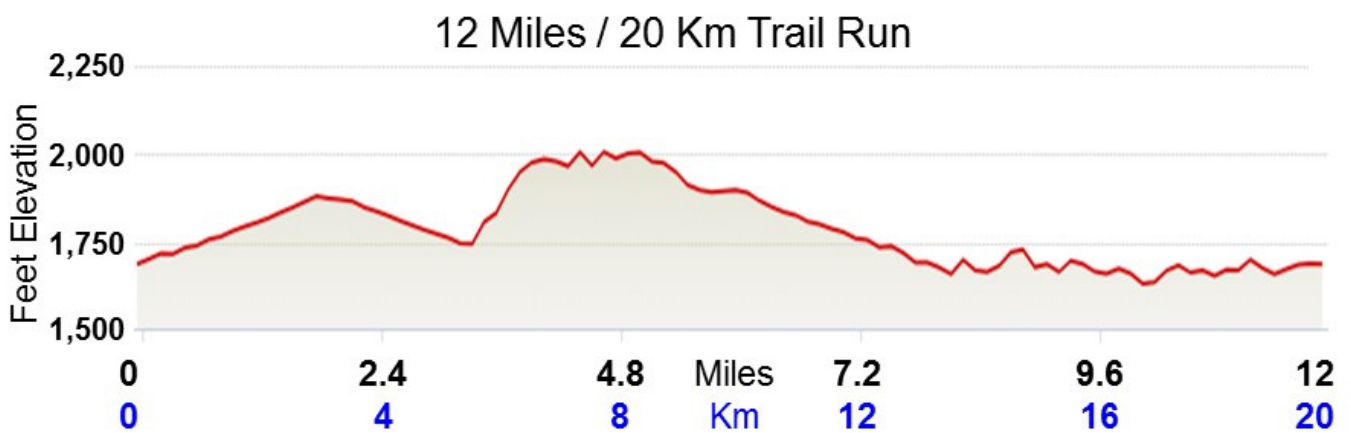 12 Miles / 20 Km Trail Run
Feet Elevation
2,250
2,000
1,750
1,500
0 2.4 4.8 Miles 7.2 9.6 12
0 4 8 Km 12 16 20